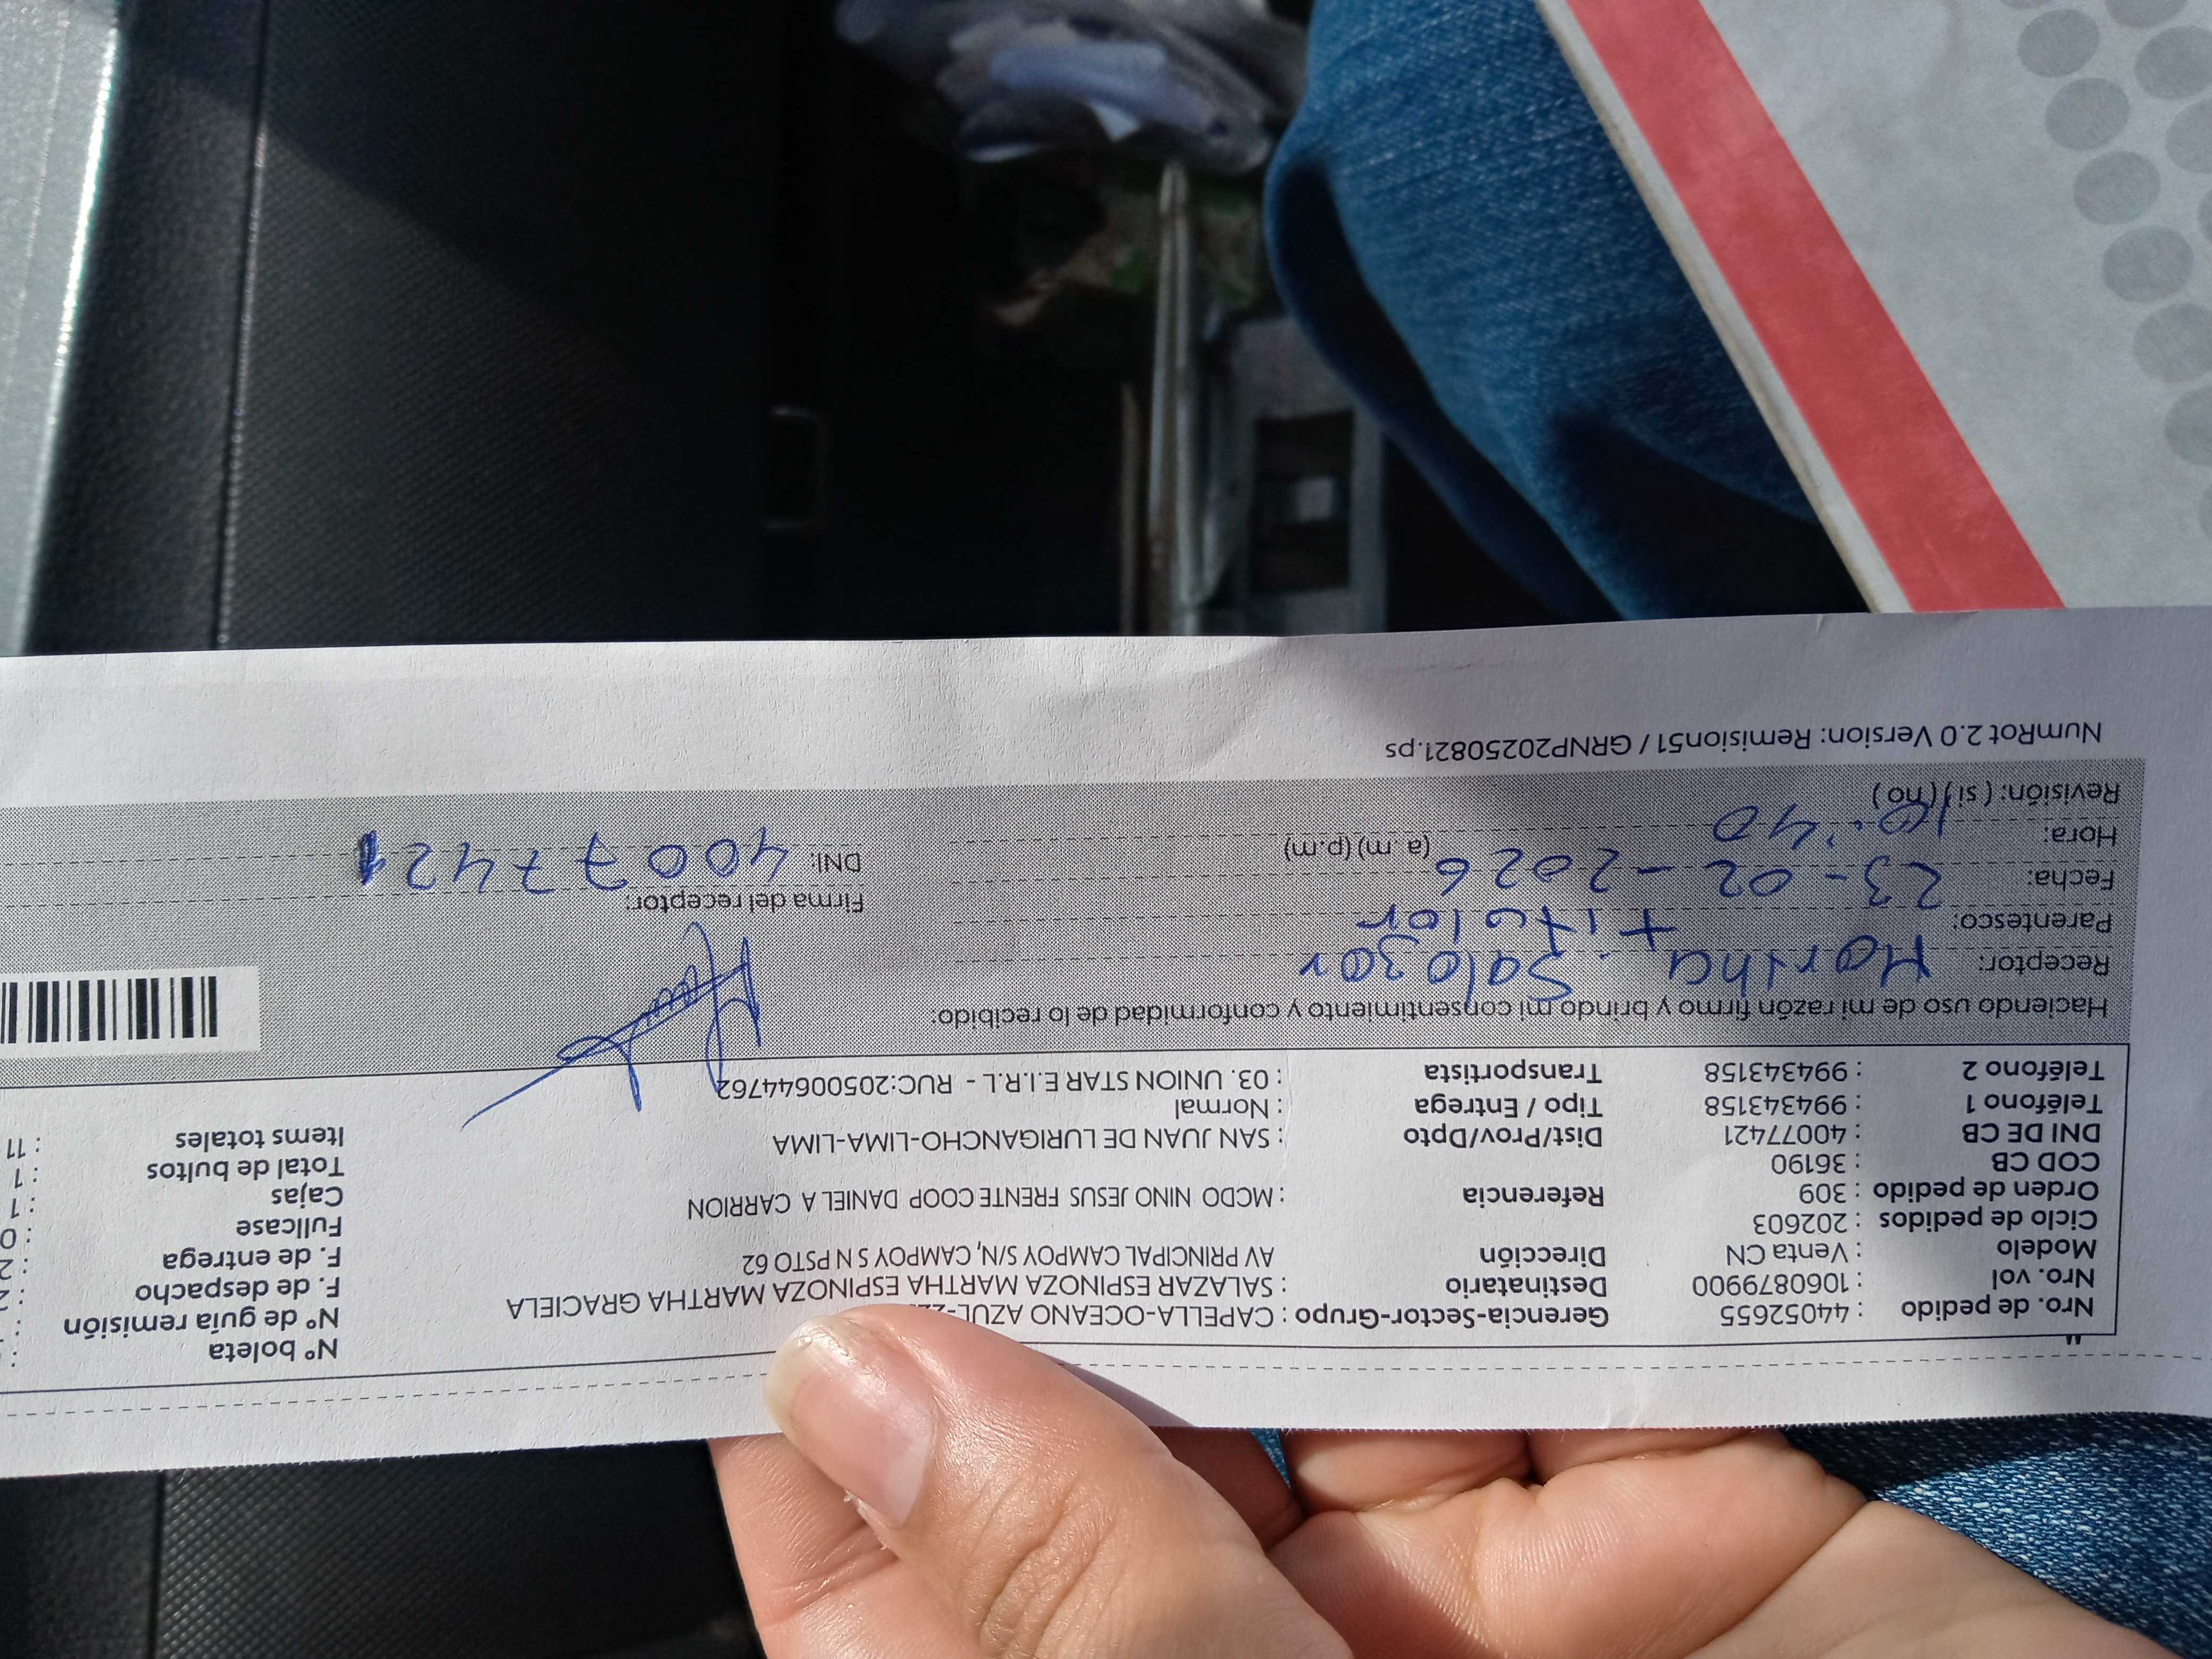 Nro. de pedido : 44052655 Gerencia-Sector-Grupo : CAPELLA-OCEANO AZUL Nº boleta :
Nro. vol : 1060879900 Destinatario : SALAZAR ESPINOZA MARTHA ESPINOZA MARTHA GRACIELA Nº de guía remisión :
Modelo : Venta CN Dirección AV PRINCIPAL CAMPOY S/N, CAMPOY S N PSTO 62 F. de despacho : 2
Ciclo de pedidos : 202603 F. de entrega : 2
Orden de pedido : 309 Referencia : MCDO NINO JESUS FRENTE COOP DANIEL A CARRION Fullcase : 0
COD CB : 36190 Cajas : 1
DNI DE CB : 40077421 Dist/Prov/Dpto : SAN JUAN DE LURIGANCHO-LIMA-LIMA Total de bultos : 1
Teléfono 1 : 994343158 Tipo / Entrega : Normal Items totales : 11
Teléfono 2 : 994343158 Transportista : 03. UNION STAR E.I.R.L - RUC:20500644762
Haciendo uso de mi razón firmo y brindo mi consentimiento y conformidad de lo recibido:
Receptor: Martha Salazar
Parentesco: titular
Firma del receptor:
Fecha: 23-02-2026
DNI: 40077421
Hora: 10:40 (a. m) (p.m)
Revisión: ( si ) ( no )
NumRot 2.0 Version: Remision51 / GRNP20250821.ps